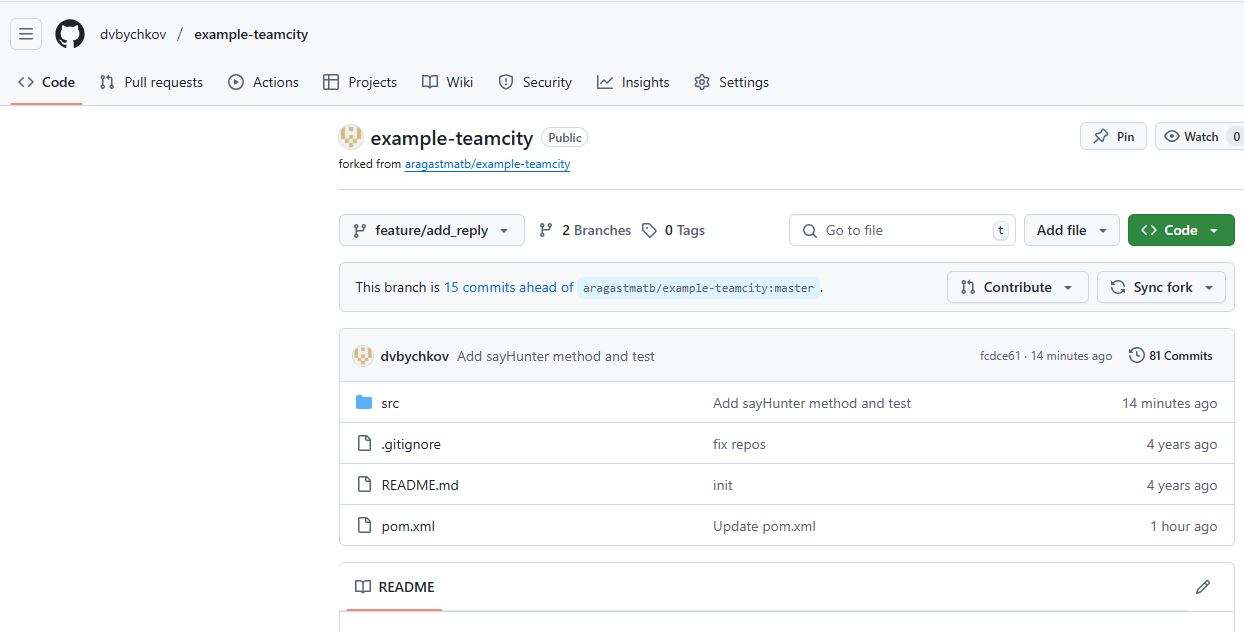 dvbychkov / example-teamcity
Code Pull requests Actions Projects Wiki Security Insights Settings
example-teamcity Public Pin Watch 0
forked from aragastmatb/example-teamcity
feature/add_reply 2 Branches 0 Tags Go to file t Add file Code
This branch is 15 commits ahead of aragastmatb/example-teamcity:master. Contribute Sync fork
dvbychkov Add sayHunter method and test fcdce61 · 14 minutes ago 81 Commits
src Add sayHunter method and test 14 minutes ago
.gitignore fix repos 4 years ago
README.md init 4 years ago
pom.xml Update pom.xml 1 hour ago
README